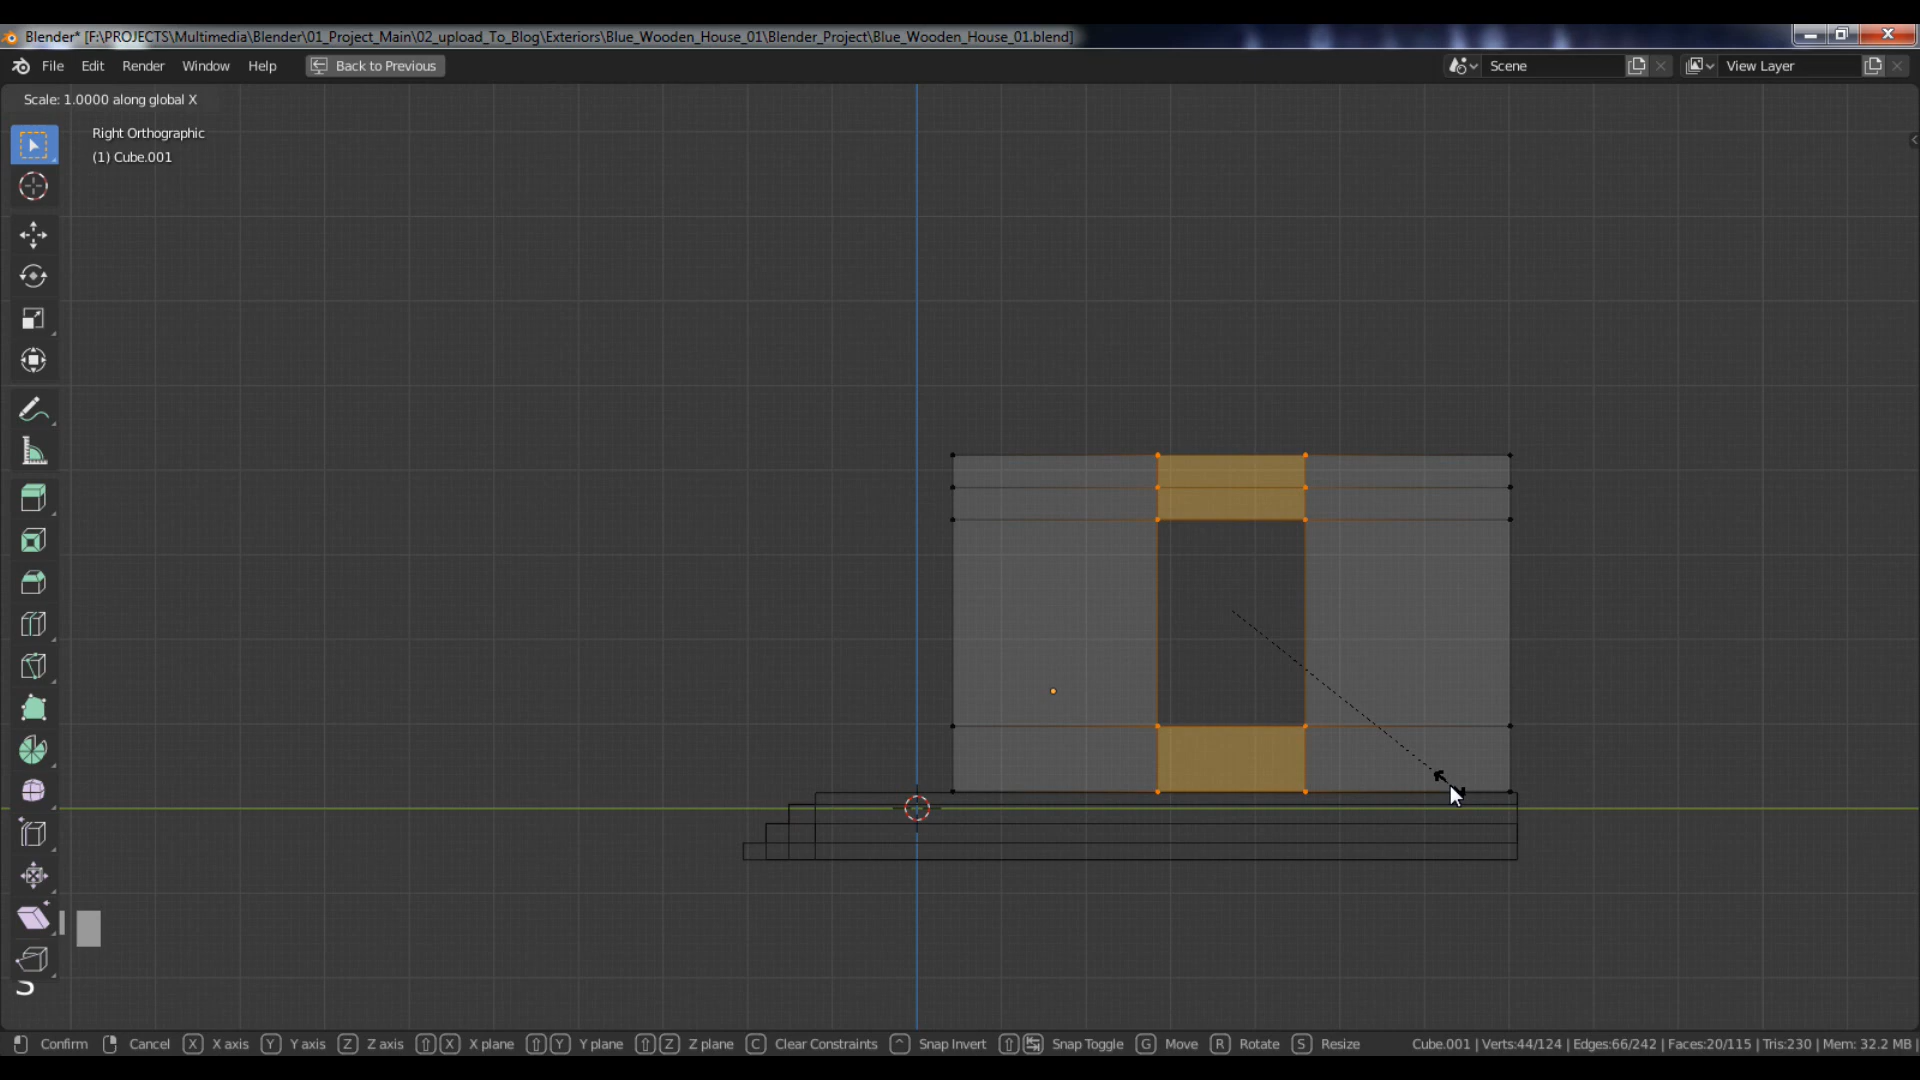 Blender* [F:\PROJECTS\Multimedia\Blender\01_Project_Main\02_upload_To_Blog\Exteriors\Blue_Wooden_House_01\Blender_Project\Blue_Wooden_House_01.blend]
File Edit Render Window Help Back to Previous Scene View Layer
Scale: 1.0000 along global X
Right Orthographic
(1) Cube.001
S
Confirm Cancel X X axis Y Y axis Z Z axis X X plane Y Y plane Z Z plane C Clear Constraints ^ Snap Invert Snap Toggle G Move R Rotate S Resize Cube.001 | Verts:44/124 | Edges:66/242 | Faces:20/115 | Tris:230 | Mem: 32.2 MB |